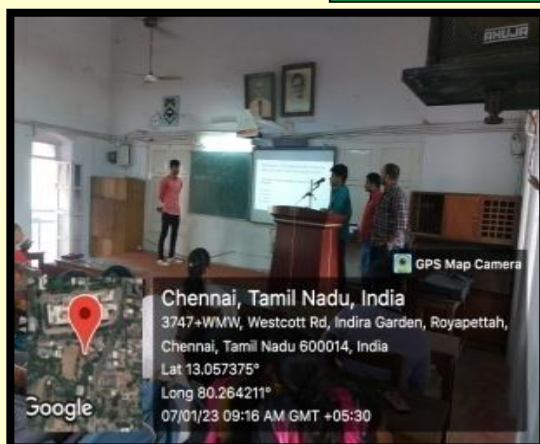 AHUJA
GPS Map Camera
Chennai, Tamil Nadu, India
3747+WMW, Westcott Rd, Indira Garden, Royapettah,
Chennai, Tamil Nadu 600014, India
Lat 13.057375°
Long 80.264211°
07/01/23 09:16 AM GMT +05:30
Google